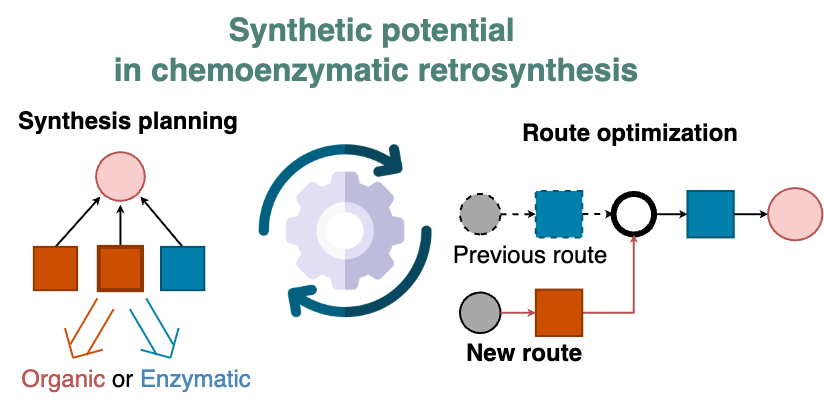 Synthetic potential
in chemoenzymatic retrosynthesis
Synthesis planning
Organic or Enzymatic
Route optimization
Previous route
New route